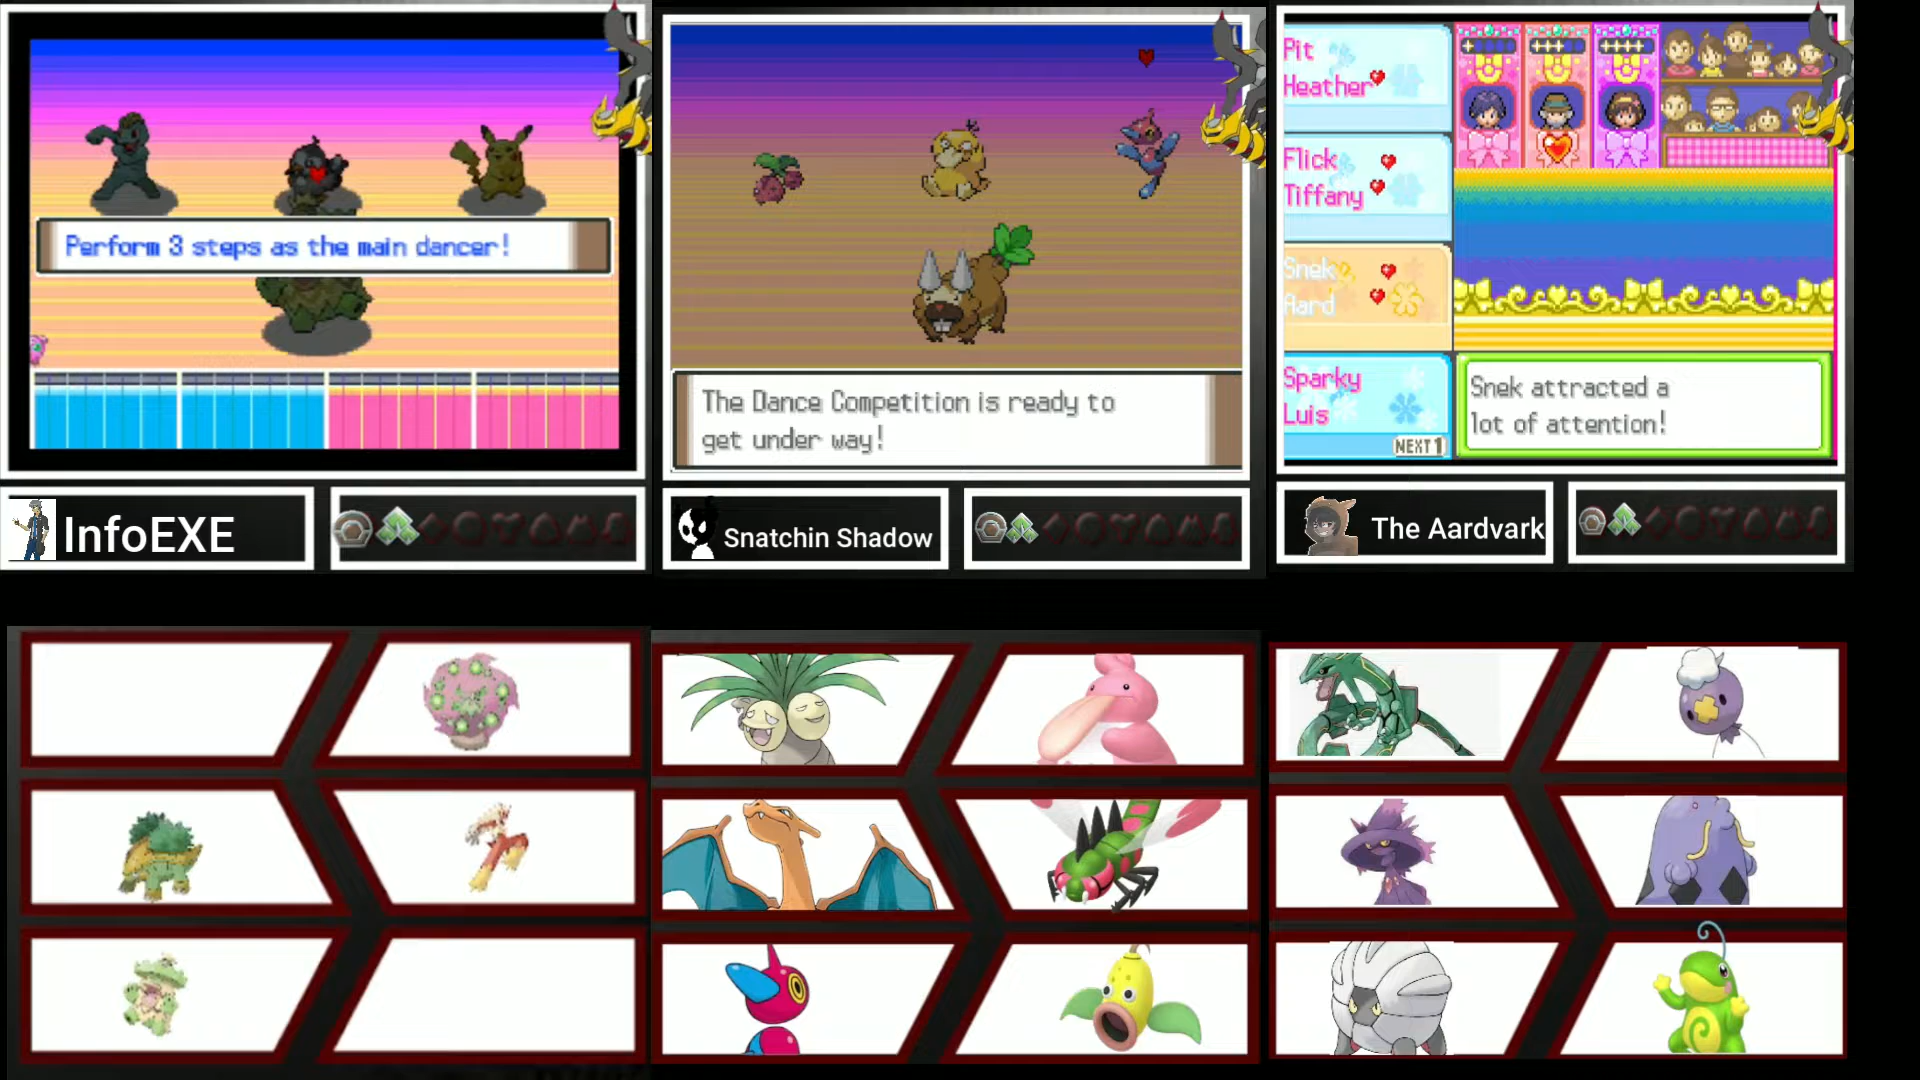 Perform 3 steps as the main dancer!
The Dance Competition is ready to
get under way!
Pit
Heather
Flick
Tiffany
Snek
Aard
Sparky
Luis
NEXT 1
Snek attracted a
lot of attention!
InfoEXE
Snatchin Shadow
The Aardvark